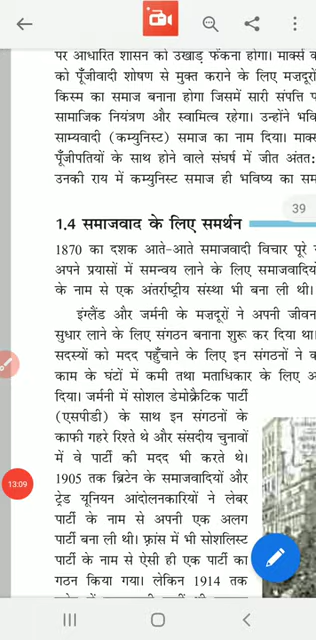 पर आधारित शासन को उखाड़ फेंकना होगा। मार्क्स क
को पूँजीवादी शोषण से मुक्त कराने के लिए मज़दूरों
किस्म का समाज बनाना होगा जिसमें सारी संपत्ति प
सामाजिक नियंत्रण और स्वामित्व रहेगा। उन्होंने भवि
साम्यवादी (कम्युनिस्ट) समाज का नाम दिया। मार्क्स
पूँजीपतियों के साथ होने वाले संघर्ष में जीत अंततः
उनकी राय में कम्युनिस्ट समाज ही भविष्य का सम
39
1.4 समाजवाद के लिए समर्थन
1870 का दशक आते-आते समाजवादी विचार पूरे
अपने प्रयासों में समन्वय लाने के लिए समाजवादियो
के नाम से एक अंतर्राष्ट्रीय संस्था भी बना ली थी।
इंग्लैंड और जर्मनी के मज़दूरों ने अपनी जीवन
सुधार लाने के लिए संगठन बनाना शुरू कर दिया था।
सदस्यों को मदद पहुँचाने के लिए इन संगठनों ने क
काम के घंटों में कमी तथा मताधिकार के लिए अ
दिया। जर्मनी में सोशल डेमोक्रैटिक पार्टी
(एसपीडी) के साथ इन संगठनों के
काफी गहरे रिश्ते थे और संसदीय चुनावों
में वे पार्टी की मदद भी करते थे।
13:09
1905 तक ब्रिटेन के समाजवादियों और
ट्रेड यूनियन आंदोलनकारियों ने लेबर
पार्टी के नाम से अपनी एक अलग
पार्टी बना ली थी। फ़्रांस में भी सोशलिस्ट
पार्टी के नाम से ऐसी ही एक पार्टी का
गठन किया गया। लेकिन 1914 तक